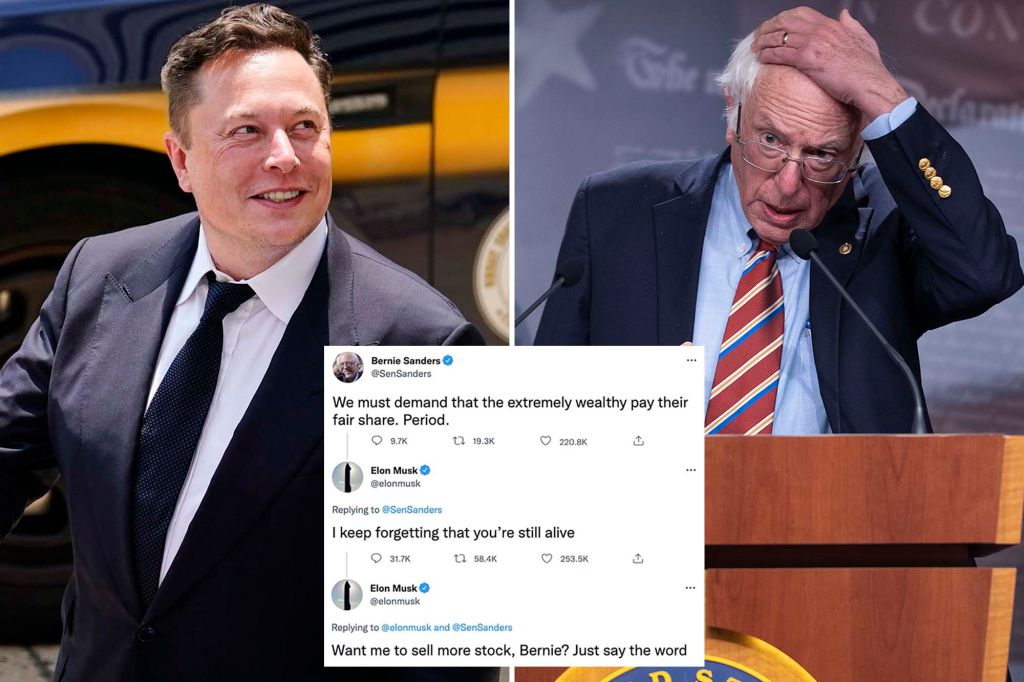 CON
The
Declarat
Bernie Sanders
@SenSanders
We must demand that the extremely wealthy pay their
fair share. Period.
9.7K 19.3K 220.8K
Elon Musk
@elonmusk
Replying to @SenSanders
I keep forgetting that you’re still alive
31.7K 58.4K 253.5K
Elon Musk
@elonmusk
Replying to @elonmusk and @SenSanders
Want me to sell more stock, Bernie? Just say the word
D S